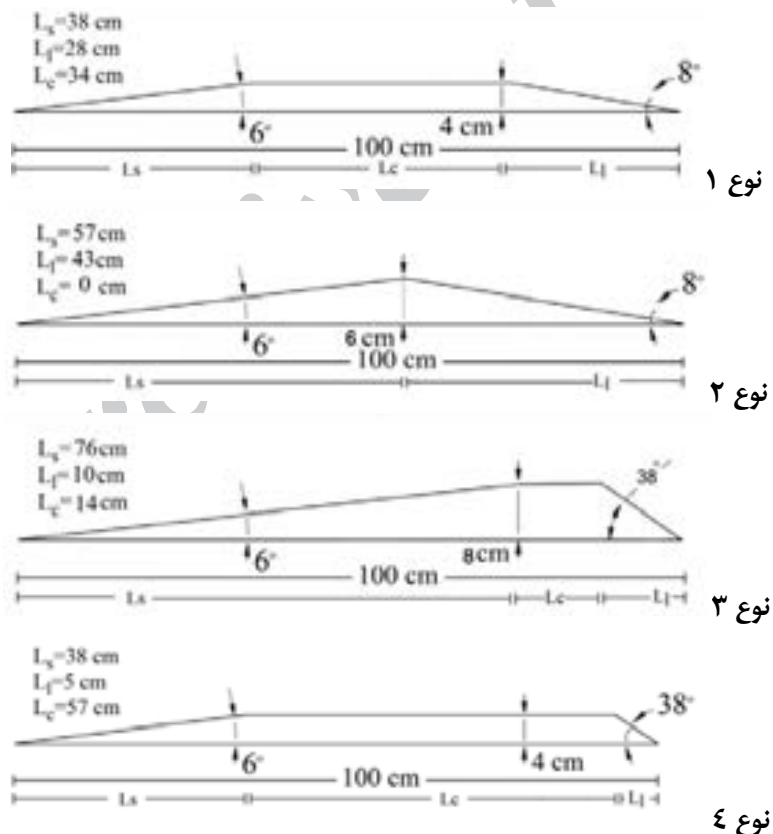 Ls=38 cm
Lf=28 cm
Lc=34 cm
8°
6°
4 cm
100 cm
Ls Lc Lf
نوع ۱
Ls=57cm
Lf=43cm
Lc= 0 cm
8°
6°
6 cm
100 cm
Ls Lf
نوع ۲
Ls=76cm
Lf=10cm
Lc=14cm
38°
6°
8cm
100 cm
Ls Lc Lf
نوع ۳
Ls=38 cm
Lf=5 cm
Lc=57 cm
38°
6°
4 cm
100 cm
Ls Lc Lf
نوع ٤